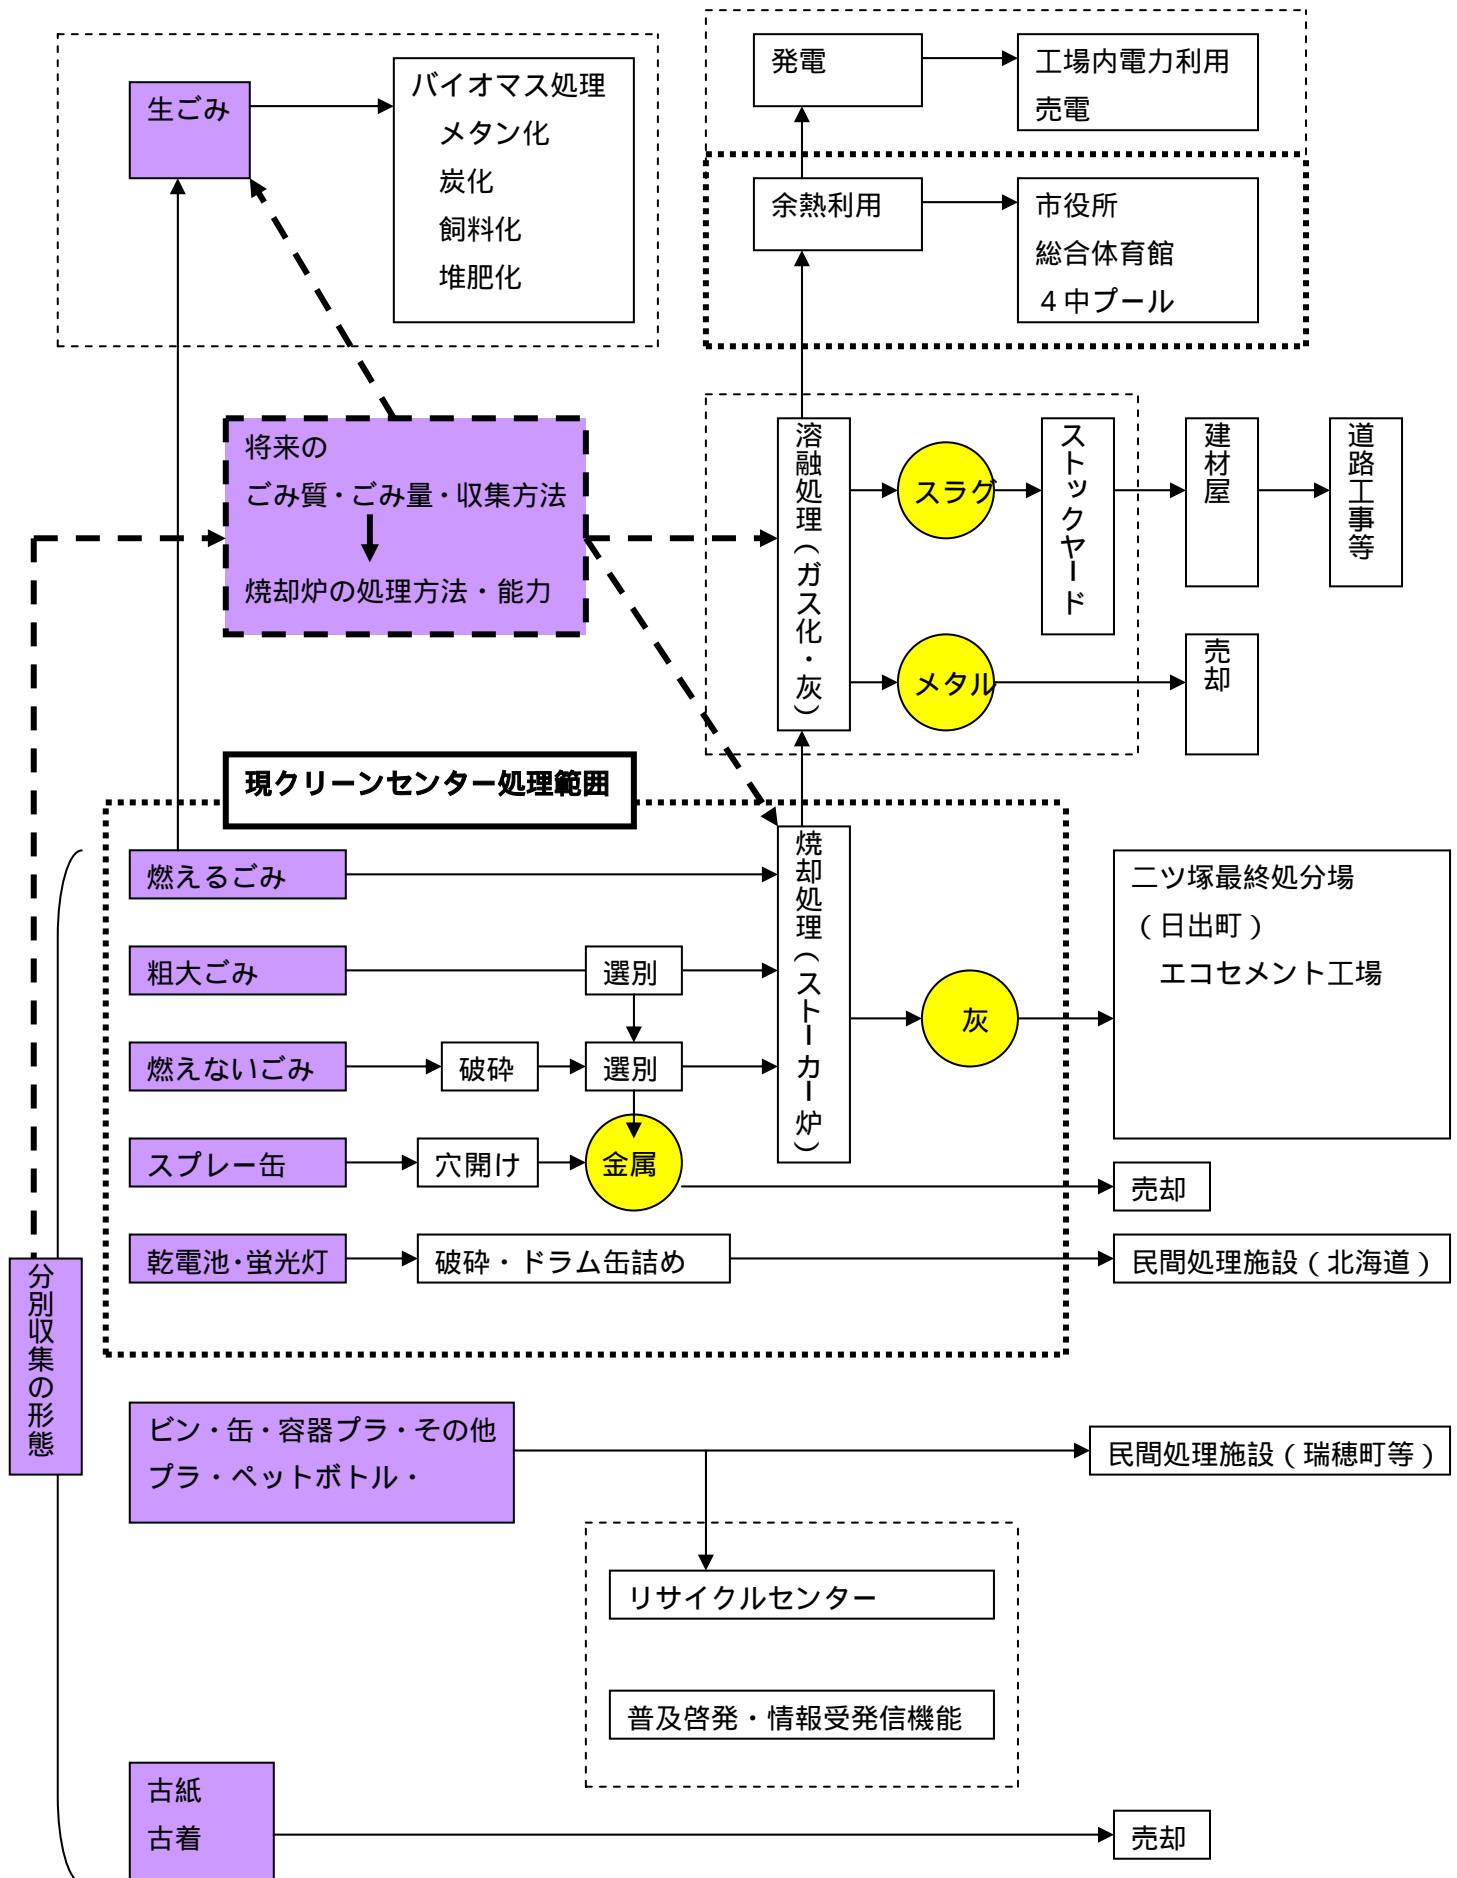 発電
工場内電力利用
売電
生ごみ
バイオマス処理
メタン化
炭化
飼料化
堆肥化
余熱利用
市役所
総合体育館
４中プール
将来の
ごみ質・ごみ量・収集方法
焼却炉の処理方法・能力
溶融処理（ガス化・灰）
スラグ
ストックヤード
建材屋
道路工事等
メタル
売却
現クリーンセンター処理範囲
燃えるごみ
焼却処理（ストーカー炉）
二ツ塚最終処分場
（日出町）
エコセメント工場
粗大ごみ
選別
灰
燃えないごみ
破砕
選別
スプレー缶
穴開け
金属
売却
乾電池・蛍光灯
破砕・ドラム缶詰め
民間処理施設（北海道）
分別収集の形態
ビン・缶・容器プラ・その他
プラ・ペットボトル・
民間処理施設（瑞穂町等）
リサイクルセンター
普及啓発・情報受発信機能
古紙
古着
売却